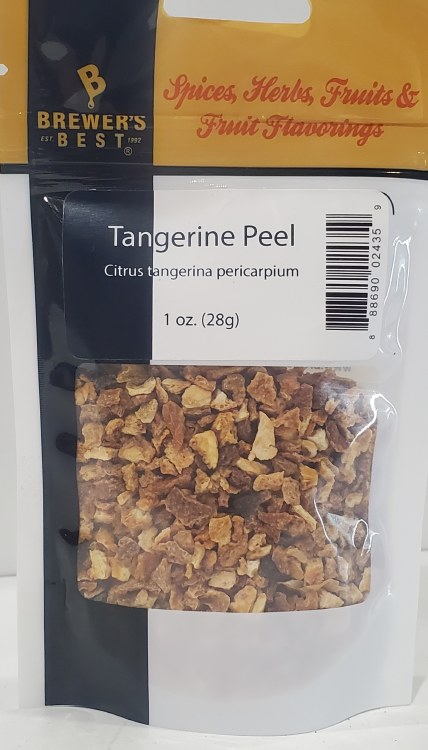 BREWER'S
EST. BEST 1992
®
Spices, Herbs, Fruits &
Fruit Flavorings
Tangerine Peel
Citrus tangerina pericarpium
1 oz. (28g)
8 88690 02435 9